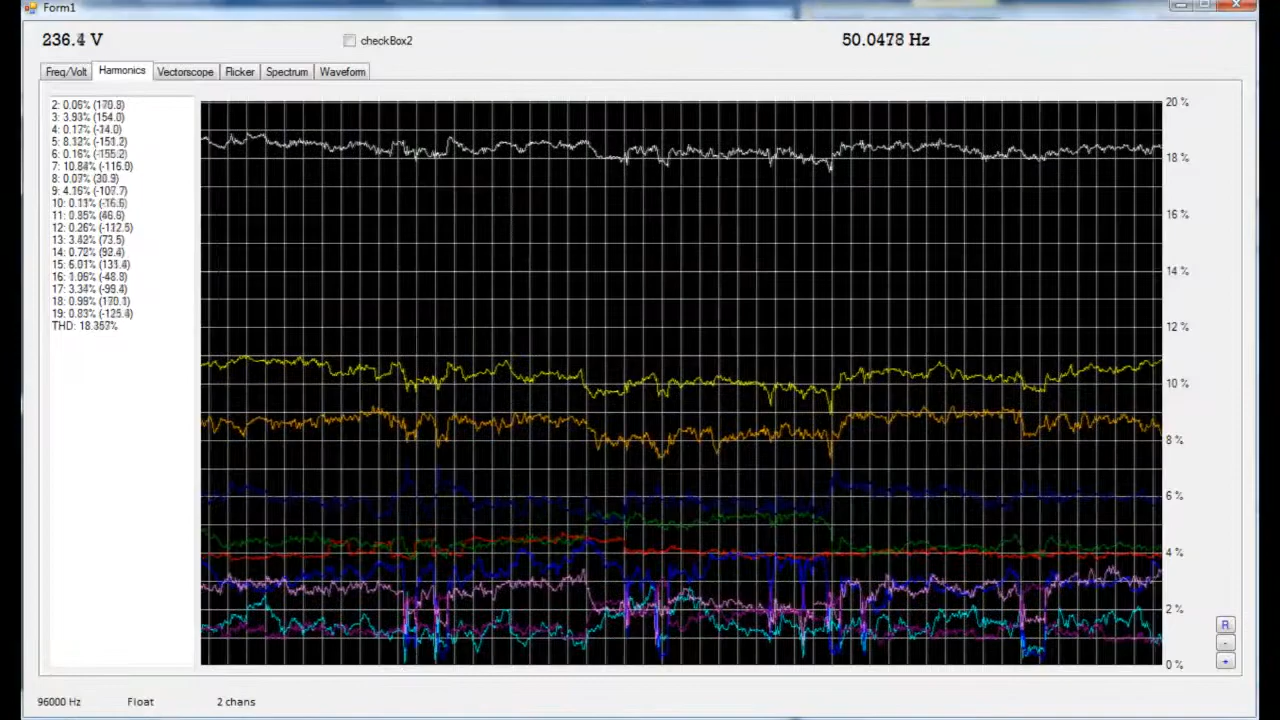 Form1
236.4 V
checkBox2
50.0478 Hz
Freq/Volt
Harmonics
Vectorscope
Flicker
Spectrum
Waveform
2: 0.06% (170.8)
3: 3.93% (154.0)
4: 0.17% (-14.0)
5: 8.12% (-151.2)
6: 0.16% (-155.2)
7: 10.84% (-116.9)
8: 0.07% (30.9)
9: 4.16% (-107.7)
10: 0.11% (-16.6)
11: 0.85% (46.6)
12: 0.26% (-112.5)
13: 3.42% (73.5)
14: 0.72% (92.4)
15: 6.01% (131.4)
16: 1.06% (-48.8)
17: 3.34% (-99.4)
18: 0.99% (170.1)
19: 0.83% (-125.4)
THD: 18.357%
20 %
18 %
16 %
14 %
12 %
10 %
8 %
6 %
4 %
2 %
0 %
R
-
+
96000 Hz
Float
2 chans